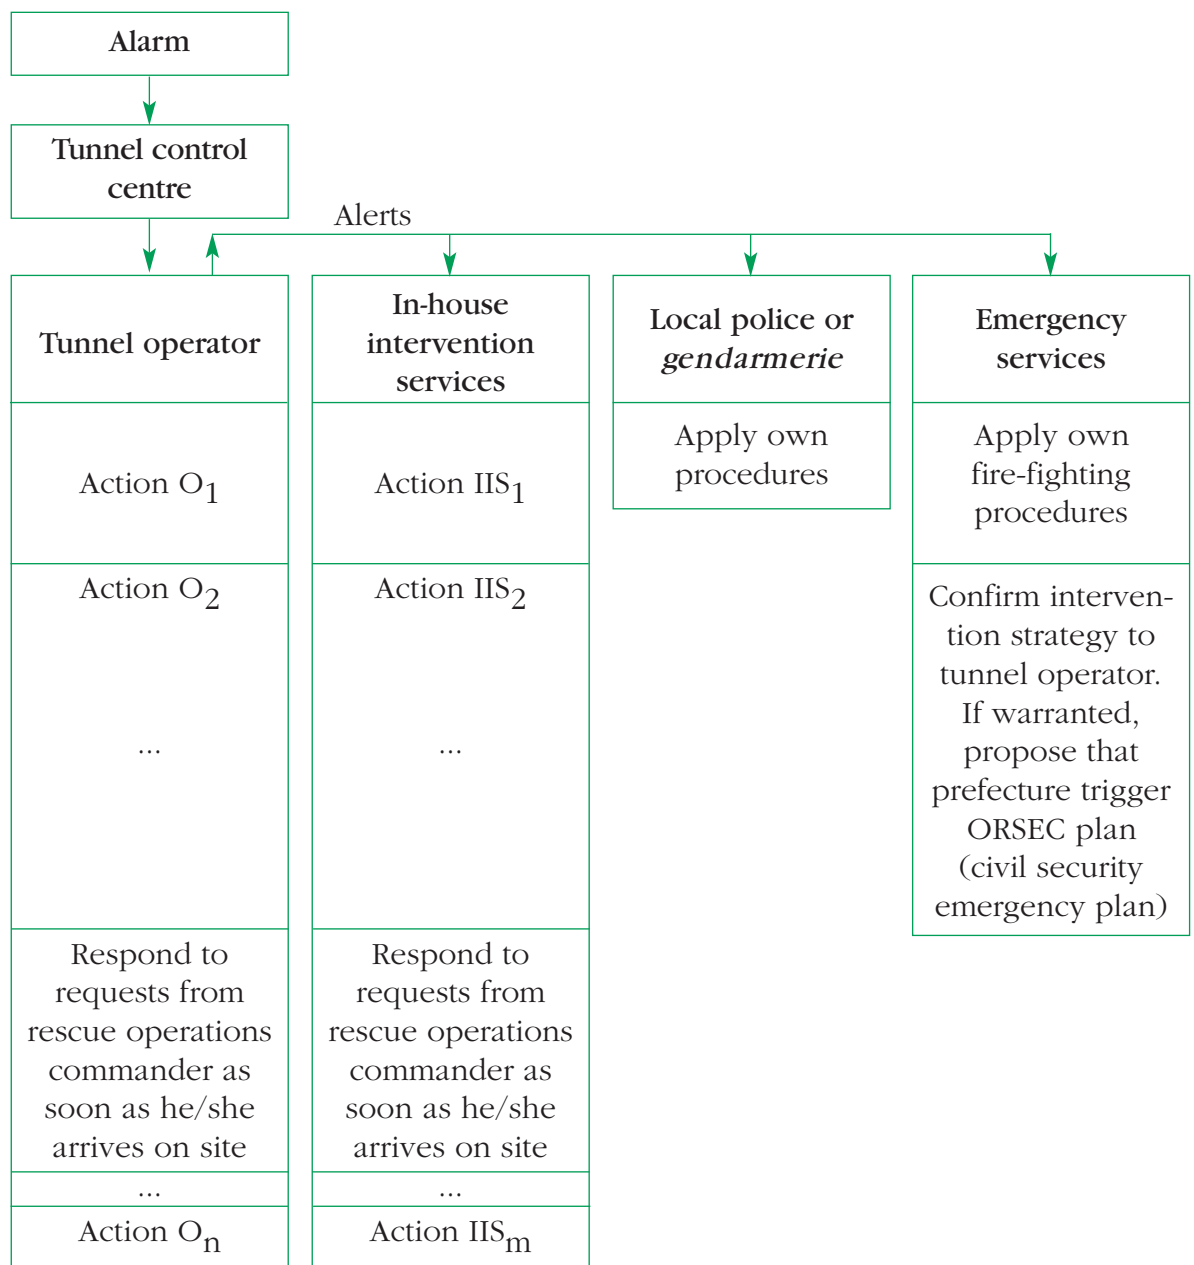 Alarm
Tunnel control
centre
Alerts
Tunnel operator
In-house
intervention
services
Local police or
gendarmerie
Emergency
services
Action O1
Action IIS1
Apply own
procedures
Apply own
fire-fighting
procedures
Action O2
...
Action IIS2
...
Confirm interven-
tion strategy to
tunnel operator.
If warranted,
propose that
prefecture trigger
ORSEC plan
(civil security
emergency plan)
Respond to
requests from
rescue operations
commander as
soon as he/she
arrives on site
Respond to
requests from
rescue operations
commander as
soon as he/she
arrives on site
...
...
Action On
Action IISm